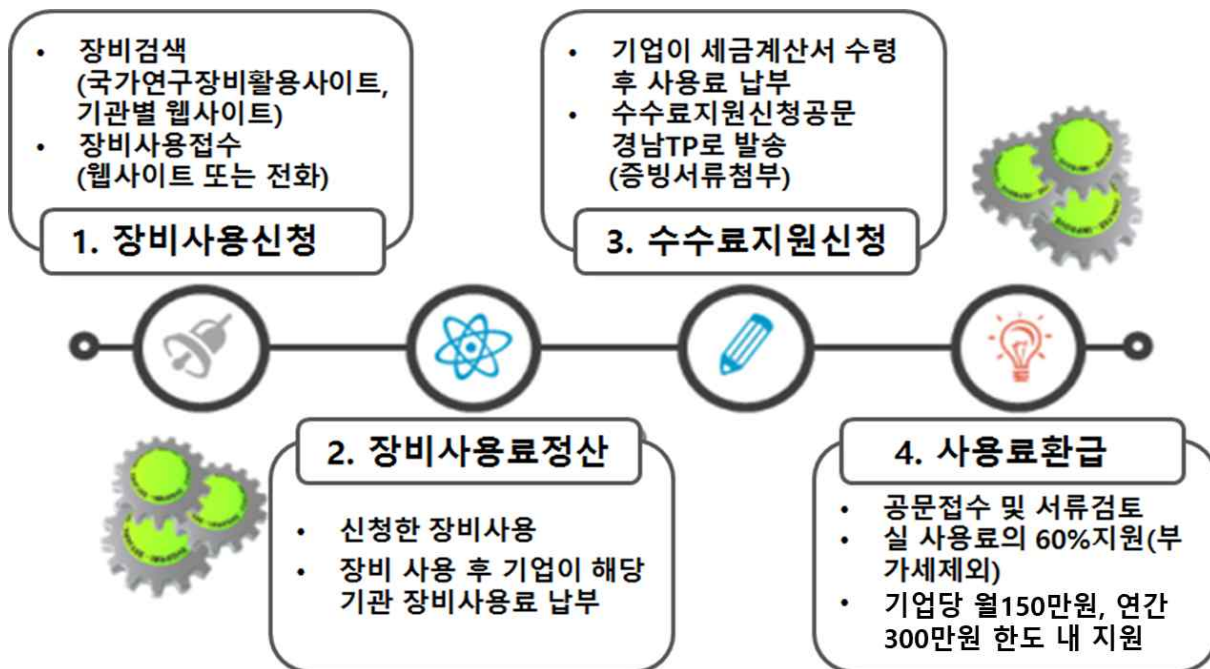 • 장비검색
(국가연구장비활용사이트,
기관별 웹사이트)
• 장비사용접수
(웹사이트 또는 전화)
1. 장비사용신청
2. 장비사용료정산
• 신청한 장비사용
• 장비 사용 후 기업이 해당
기관 장비사용료 납부
• 기업이 세금계산서 수령
후 사용료 납부
• 수수료지원신청공문
경남TP로 발송
(증빙서류첨부)
3. 수수료지원신청
4. 사용료환급
• 공문접수 및 서류검토
• 실 사용료의 60%지원(부
가세제외)
• 기업당 월150만원, 연간
300만원 한도 내 지원